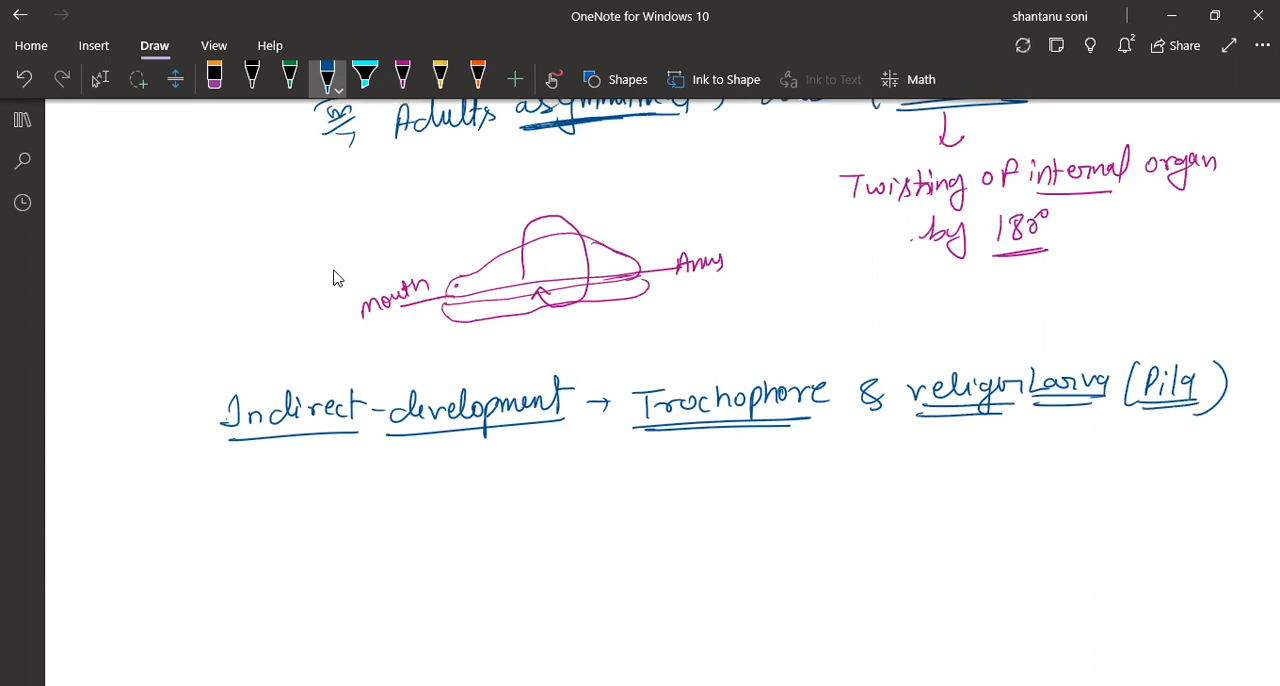 OneNote for Windows 10
shantanu soni
Home Insert Draw View Help
Share
Shapes Ink to Shape Ink to Text Math
Adults asymmetry,
Twisting of internal organ
by 180°
Mouth
Anus
Indirect-development → Trochophore & veliger Larva (Pila)